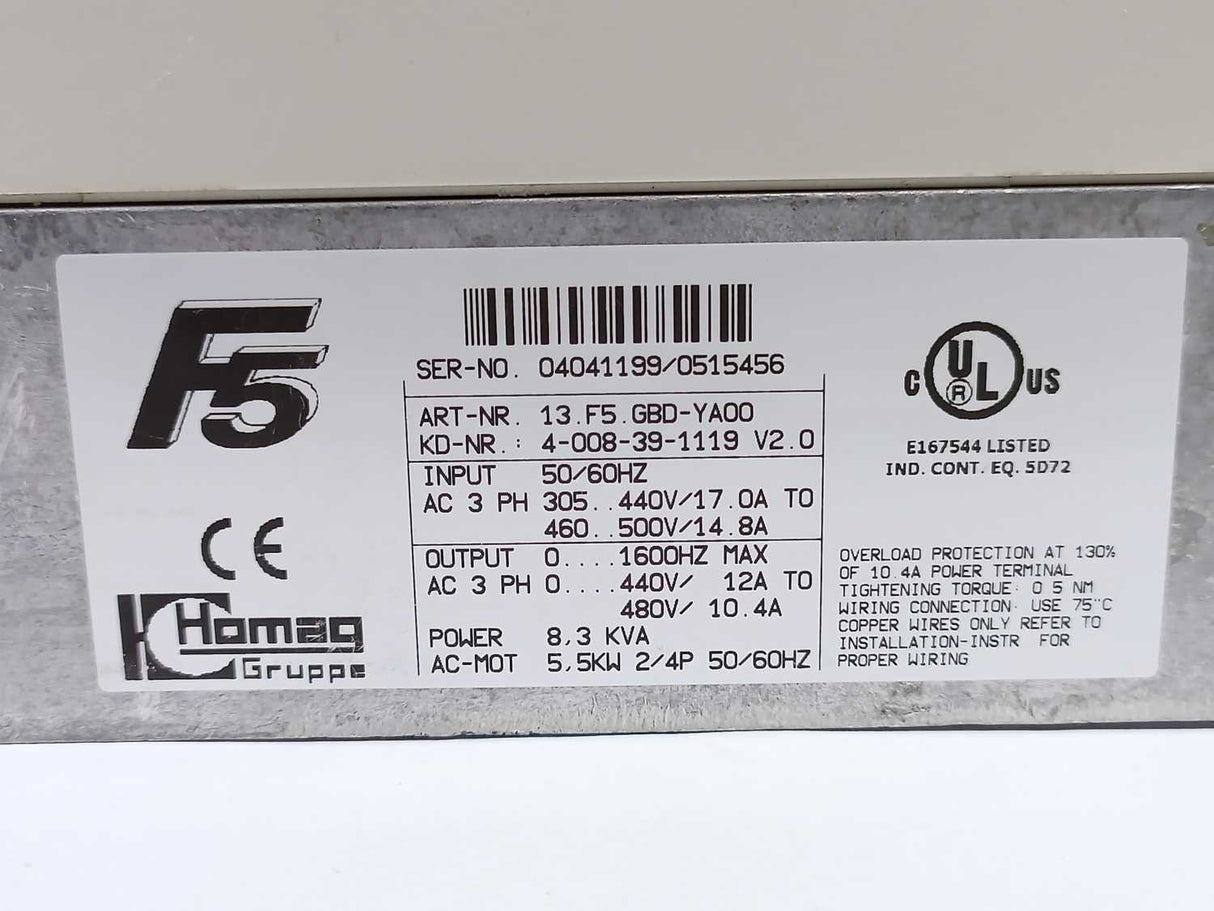 F5
SER-NO. 04041199/0515456
ART-NR. 13.F5.GBD-YA00
KD-NR.: 4-008-39-1119 V2.0
INPUT 50/60HZ
AC 3 PH 305..440V/17.0A TO
460..500V/14.8A
OUTPUT 0....1600HZ MAX
AC 3 PH 0....440V/ 12A TO
480V/ 10.4A
POWER 8,3 KVA
AC-MOT 5,5KW 2/4P 50/60HZ
CE
Homag
Gruppe
C UL US
®
E167544 LISTED
IND. CONT. EQ. 5D72
OVERLOAD PROTECTION AT 130%
OF 10.4A POWER TERMINAL
TIGHTENING TORQUE: 0.5 NM
WIRING CONNECTION: USE 75°C
COPPER WIRES ONLY REFER TO
INSTALLATION-INSTR. FOR
PROPER WIRING